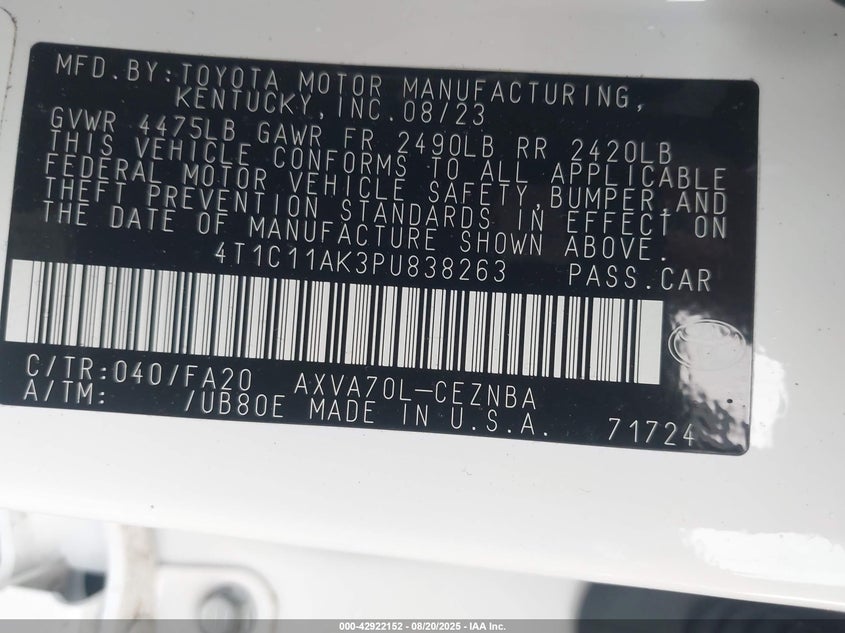 MFD.BY:TOYOTA MOTOR MANUFACTURING,
KENTUCKY,INC.08/23
GVWR 4475LB GAWR FR 2490LB RR 2420LB
THIS VEHICLE CONFORMS TO ALL APPLICABLE
FEDERAL MOTOR VEHICLE SAFETY,BUMPER,AND
THEFT PREVENTION STANDARDS IN EFFECT ON
THE DATE OF MANUFACTURE SHOWN ABOVE.
4T1C11AK3PU838263 PASS.CAR
C/TR:040/FA20 AXVA70L-CEZNBA
A/TM: /UB80E MADE IN U.S.A. 71724
000-42922152 - 08/20/2025 - IAA Inc.